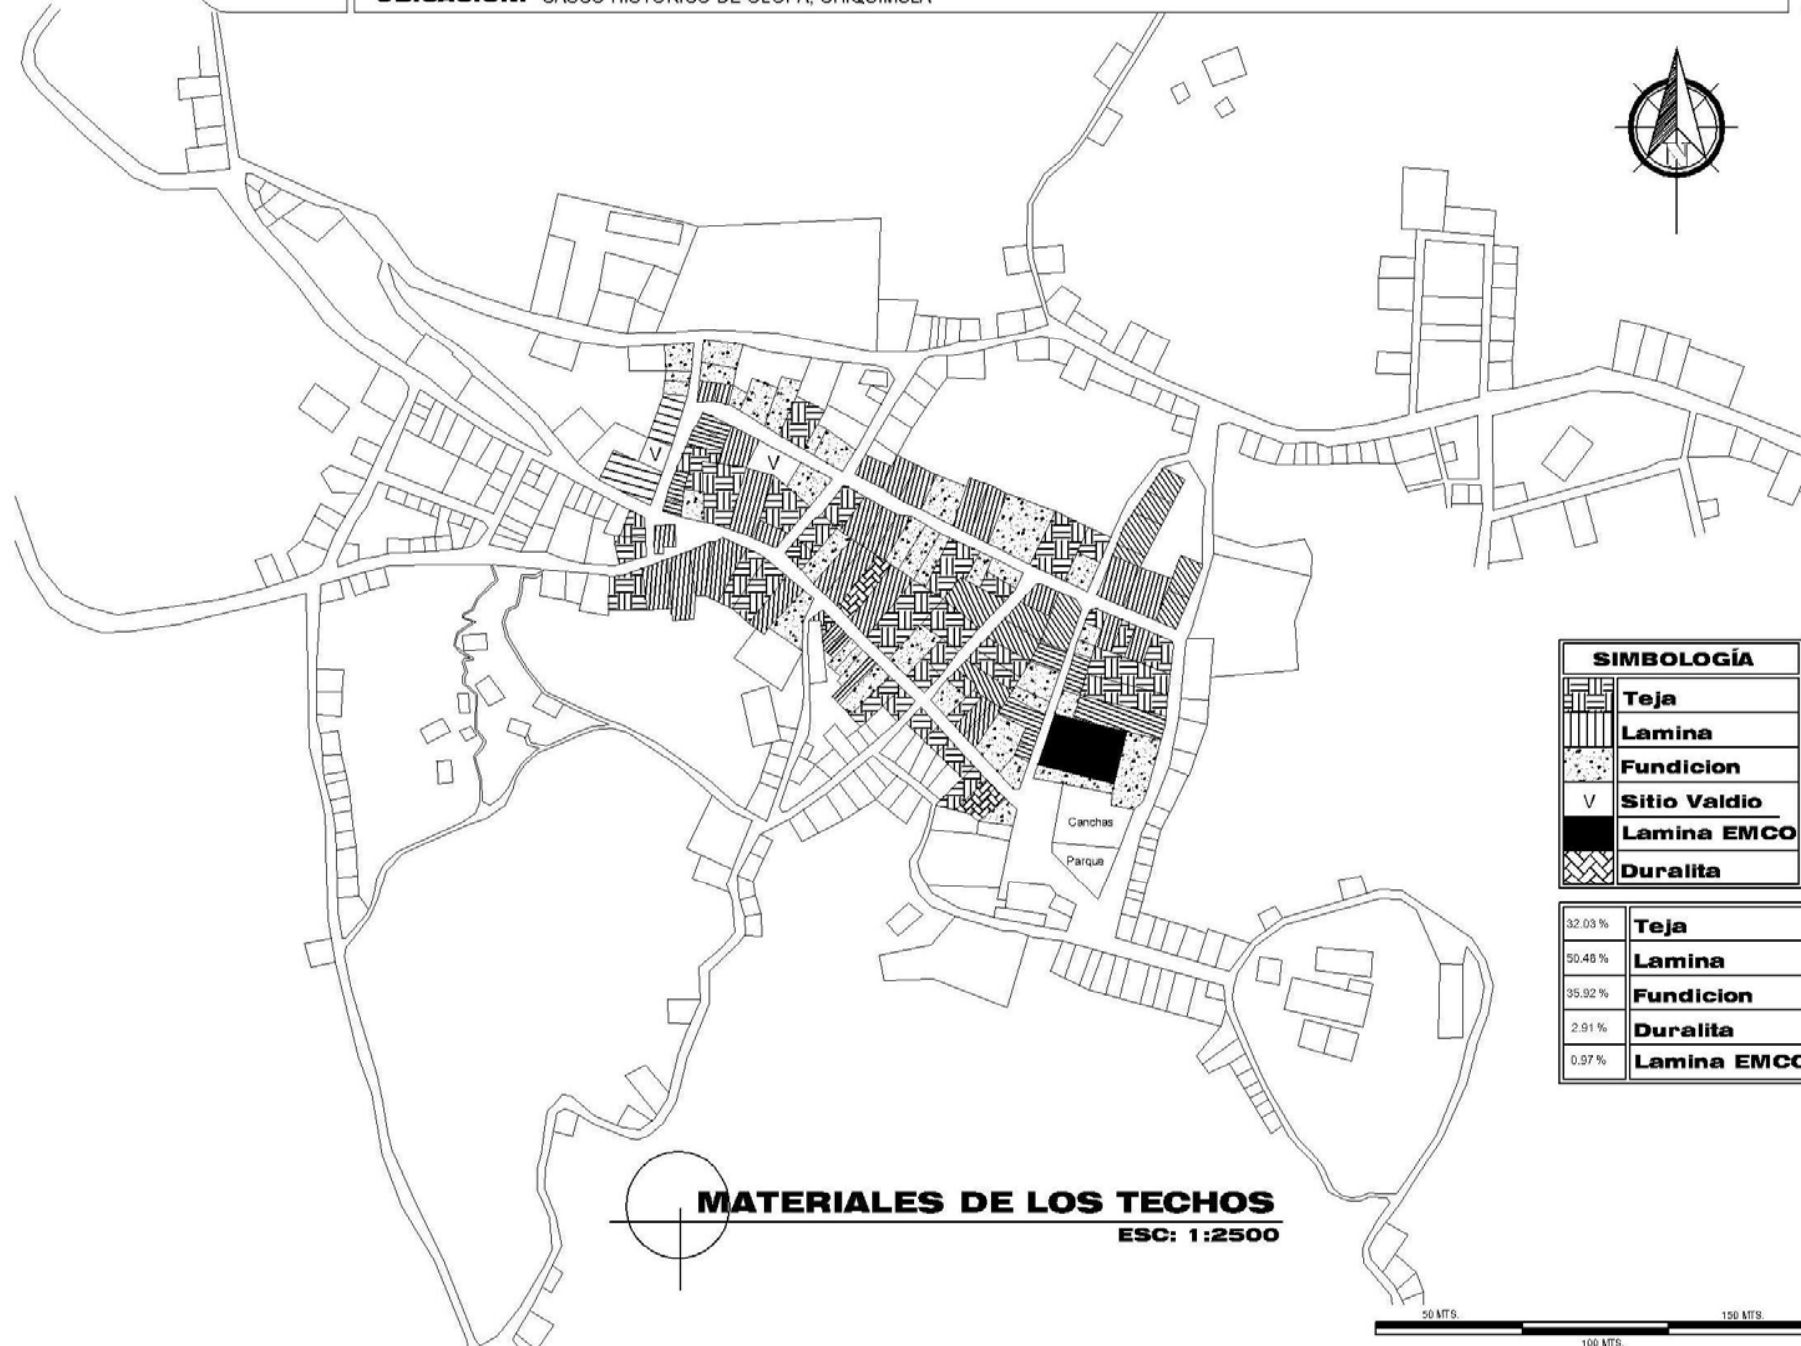 N
V
V
SIMBOLOGÍA
Teja
Lamina
Fundicion
V Sitio Valdio
Lamina EMCO
Duralita
32.03 % Teja
50.48 % Lamina
35.92 % Fundicion
2.91 % Duralita
0.97 % Lamina EMCO
Canchas
Parque
MATERIALES DE LOS TECHOS
ESC: 1:2500
50 MTS. 150 MTS.
100 MTS.